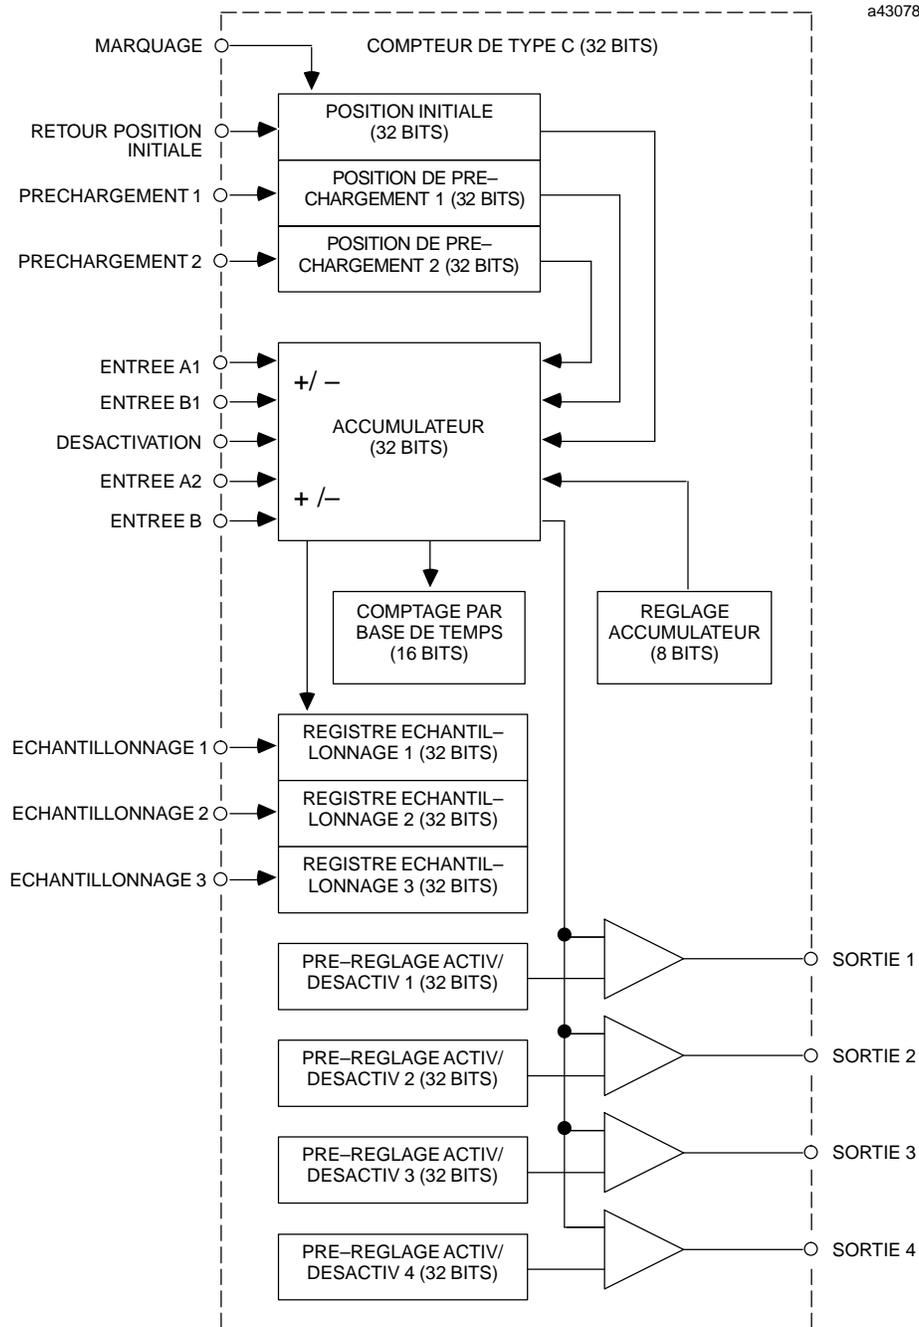 a43078
MARQUAGE
COMPTEUR DE TYPE C (32 BITS)
POSITION INITIALE
(32 BITS)
RETOUR POSITION
INITIALE
PRECHARGEMENT 1
POSITION DE PRE–
CHARGEMENT 1 (32 BITS)
PRECHARGEMENT 2
POSITION DE PRE–
CHARGEMENT 2 (32 BITS)
ENTREE A1
+/ –
ENTREE B1
ACCUMULATEUR
(32 BITS)
DESACTIVATION
ENTREE A2
+ /–
ENTREE B
COMPTAGE PAR
BASE DE TEMPS
(16 BITS)
REGLAGE
ACCUMULATEUR
(8 BITS)
ECHANTILLONNAGE 1
REGISTRE ECHANTIL–
LONNAGE 1 (32 BITS)
ECHANTILLONNAGE 2
REGISTRE ECHANTIL–
LONNAGE 2 (32 BITS)
ECHANTILLONNAGE 3
REGISTRE ECHANTIL–
LONNAGE 3 (32 BITS)
PRE–REGLAGE ACTIV/
DESACTIV 1 (32 BITS)
SORTIE 1
PRE–REGLAGE ACTIV/
DESACTIV 2 (32 BITS)
SORTIE 2
PRE–REGLAGE ACTIV/
DESACTIV 3 (32 BITS)
SORTIE 3
PRE–REGLAGE ACTIV/
DESACTIV 4 (32 BITS)
SORTIE 4